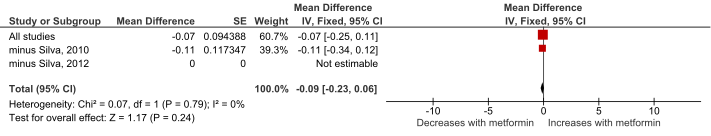 Mean Difference Mean Difference
Study or Subgroup Mean Difference SE Weight IV, Fixed, 95% CI IV, Fixed, 95% CI
All studies -0.07 0.094388 60.7% -0.07 [-0.25, 0.11]
minus Silva, 2010 -0.11 0.117347 39.3% -0.11 [-0.34, 0.12]
minus Silva, 2012 0 0 Not estimable
Total (95% CI) 100.0% -0.09 [-0.23, 0.06]
Heterogeneity: Chi² = 0.07, df = 1 (P = 0.79); I² = 0%
Test for overall effect: Z = 1.17 (P = 0.24)
-10 -5 0 5 10
Decreases with metformin Increases with metformin